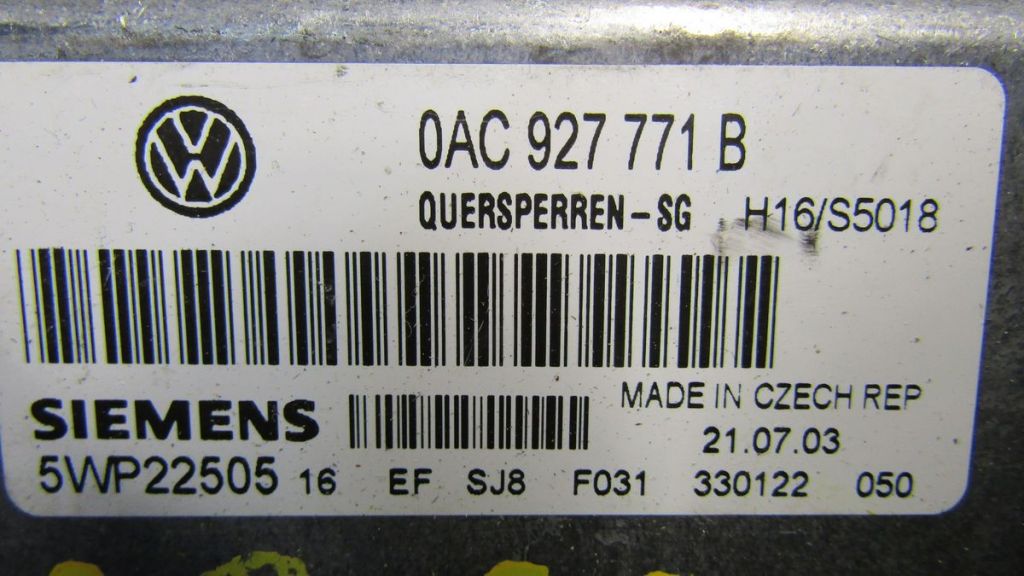 0AC 927 771 B
QUERSPERREN-SG H16/S5018
SIEMENS
MADE IN CZECH REP
21.07.03
5WP22505 16 EF SJ8 F031 330122 050